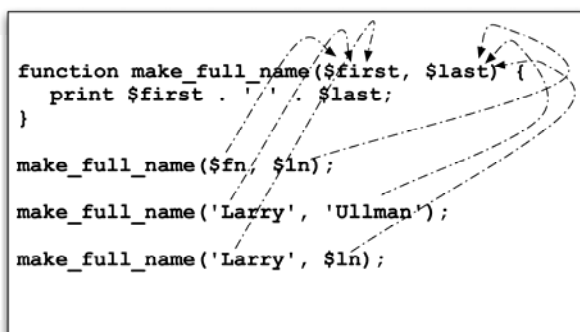 function make_full_name($first, $last) {
print $first . ' ' . $last;
}
make_full_name($fn, $ln);
make_full_name('Larry', 'Ullman');
make_full_name('Larry', $ln);